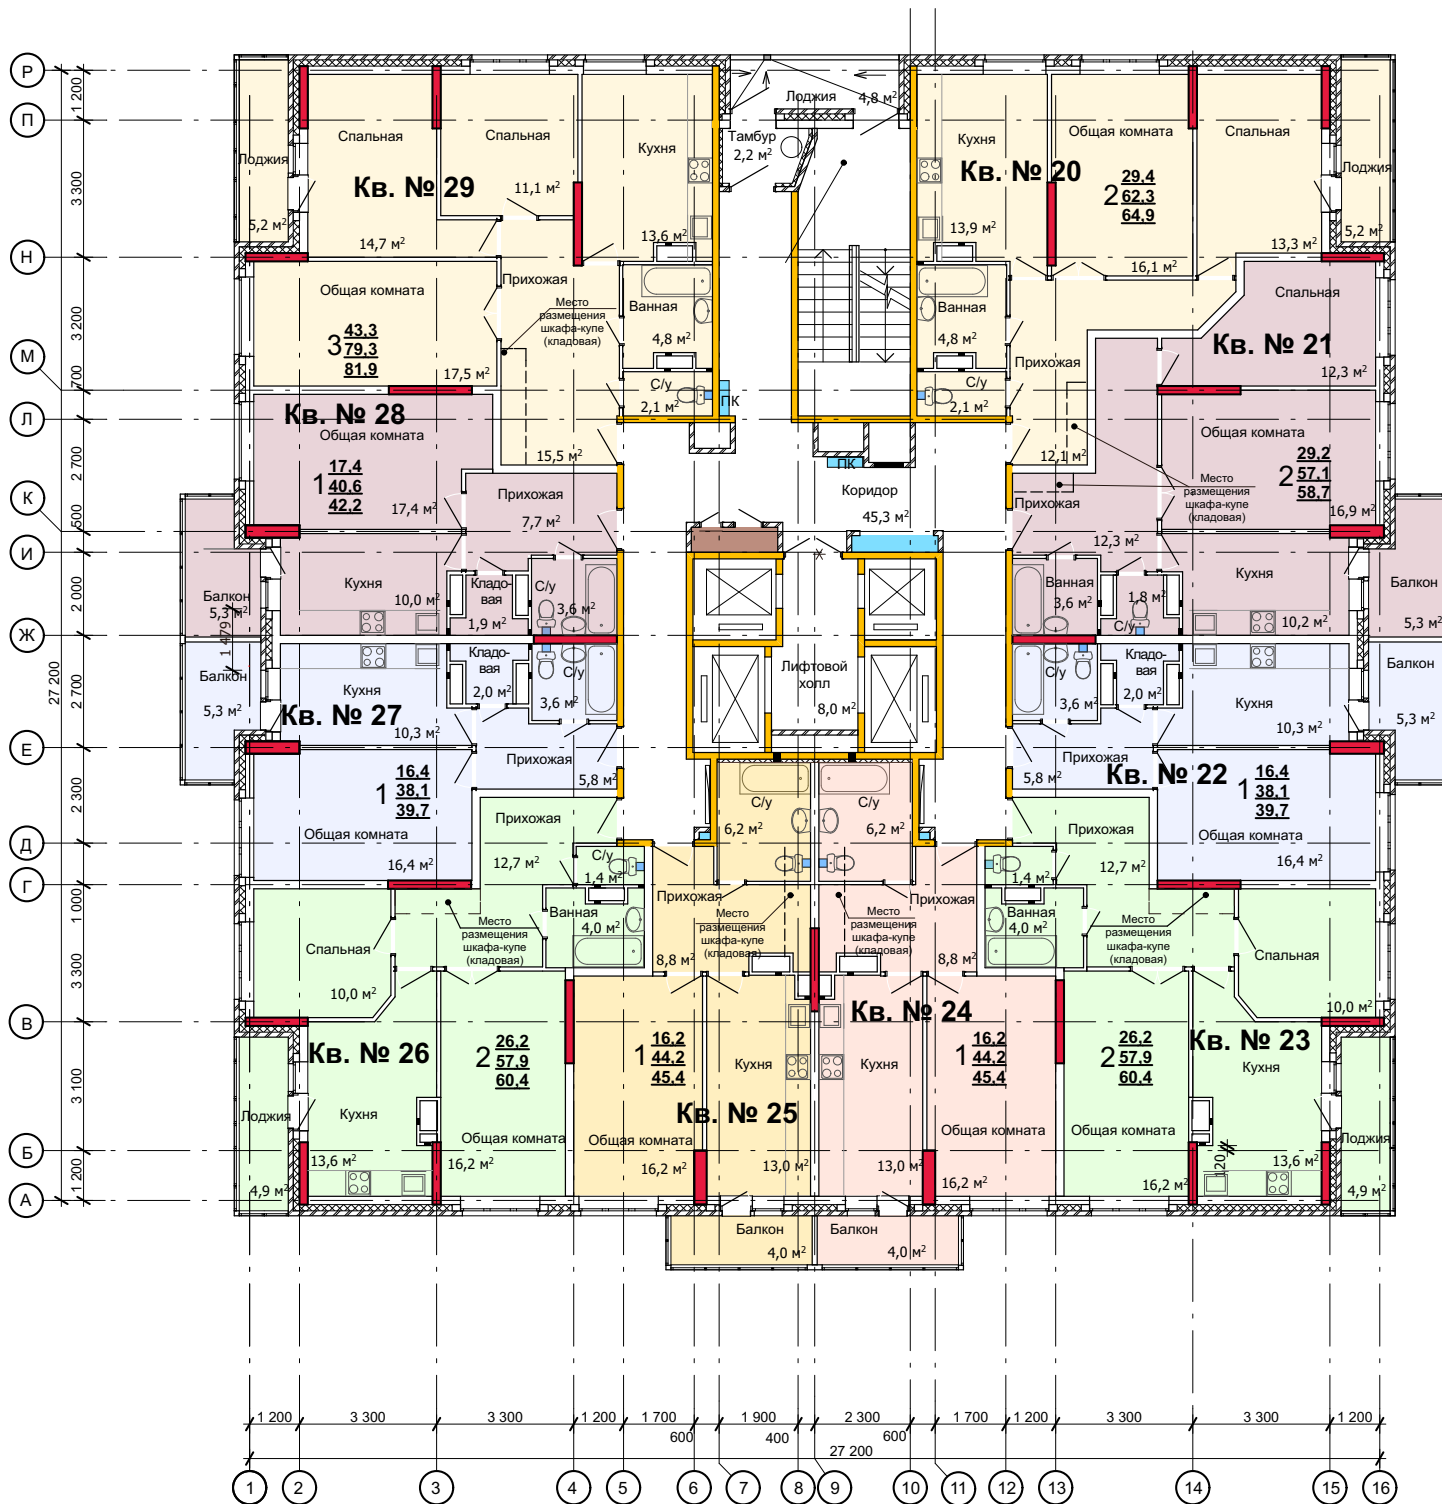 Р
П
Н
М
Л
К
И
Ж
Е
Д
Г
В
Б
А
1 200
3 300
3 200
700
2 700
500
2 000
2 700
2 300
1 000
3 300
3 100
1 200
27 200
1 479
Лоджия
5,2 м²
Спальная
14,7 м²
Кв. № 29
Спальная
11,1 м²
Кухня
13,6 м²
Общая комната
3
43,3
79,3
81,9
17,5 м²
Прихожая
Место
размещения
шкафа-купе
(кладовая)
15,5 м²
Ванная
4,8 м²
С/у
2,1 м²
ПК
Тамбур
2,2 м²
Лоджия
4,8 м²
Кухня
13,9 м²
Кв. № 20
Общая комната
2
29,4
62,3
64,9
16,1 м²
Спальная
13,3 м²
Лоджия
5,2 м²
Ванная
4,8 м²
С/у
2,1 м²
Прихожая
12,1 м²
Спальная
Кв. № 21
12,3 м²
Общая комната
2
29,2
57,1
58,7
16,9 м²
Место
размещения
шкафа-купе
(кладовая)
Прихожая
12,3 м²
Ванная
3,6 м²
1,8 м²
С/у
Кухня
10,2 м²
Балкон
5,3 м²
Кв. № 28
Общая комната
1
17,4
40,6
42,2
17,4 м²
Прихожая
7,7 м²
Кухня
10,0 м²
Кладо-
вая
1,9 м²
С/у
3,6 м²
Балкон
5,3 м²
ПК
Коридор
45,3 м²
Лифтовой
холл
8,0 м²
Балкон
5,3 м²
Кухня
Кв. № 27
10,3 м²
Кладо-
вая
2,0 м²
С/у
3,6 м²
Прихожая
5,8 м²
1
16,4
38,1
39,7
Общая комната
16,4 м²
С/у
3,6 м²
Кладо-
вая
2,0 м²
Кухня
10,3 м²
Балкон
5,3 м²
Прихожая
5,8 м²
Кв. № 22
1
16,4
38,1
39,7
Общая комната
16,4 м²
Прихожая
12,7 м²
С/у
1,4 м²
Ванная
4,0 м²
Место
размещения
шкафа-купе
(кладовая)
Спальная
10,0 м²
Кв. № 26
2
26,2
57,9
60,4
Кухня
13,6 м²
Общая комната
16,2 м²
Лоджия
4,9 м²
С/у
6,2 м²
Прихожая
8,8 м²
Место
размещения
шкафа-купе
(кладовая)
1
16,2
44,2
45,4
Общая комната
16,2 м²
Кухня
Кв. № 25
13,0 м²
Балкон
4,0 м²
С/у
6,2 м²
Прихожая
8,8 м²
Место
размещения
шкафа-купе
(кладовая)
Кв. № 24
1
16,2
44,2
45,4
Кухня
13,0 м²
Общая комната
16,2 м²
Балкон
4,0 м²
Прихожая
12,7 м²
1,4 м²
Ванная
4,0 м²
Место
размещения
шкафа-купе
(кладовая)
Спальная
10,0 м²
Кв. № 23
2
26,2
57,9
60,4
Кухня
13,6 м²
120
Общая комната
16,2 м²
Лоджия
4,9 м²
1 200
3 300
3 300
1 200
1 700
600
1 900
400
2 300
600
1 700
1 200
3 300
3 300
1 200
27 200
1
2
3
4
5
6
7
8
9
10
11
12
13
14
15
16